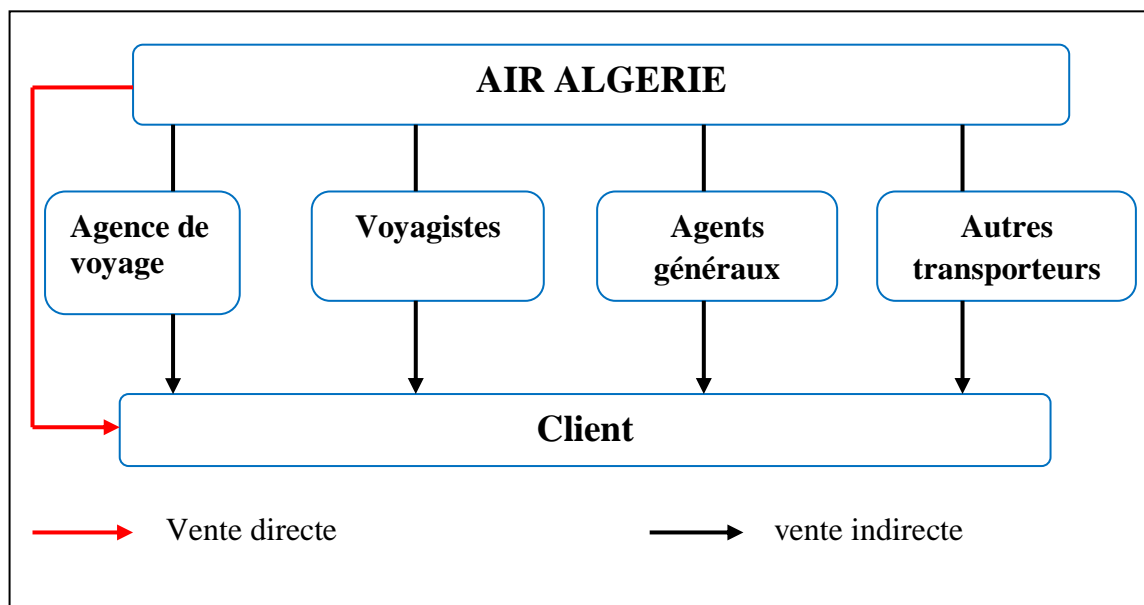 AIR ALGERIE
Agence de
voyage
Voyagistes
Agents
généraux
Autres
transporteurs
Client
Vente directe
vente indirecte